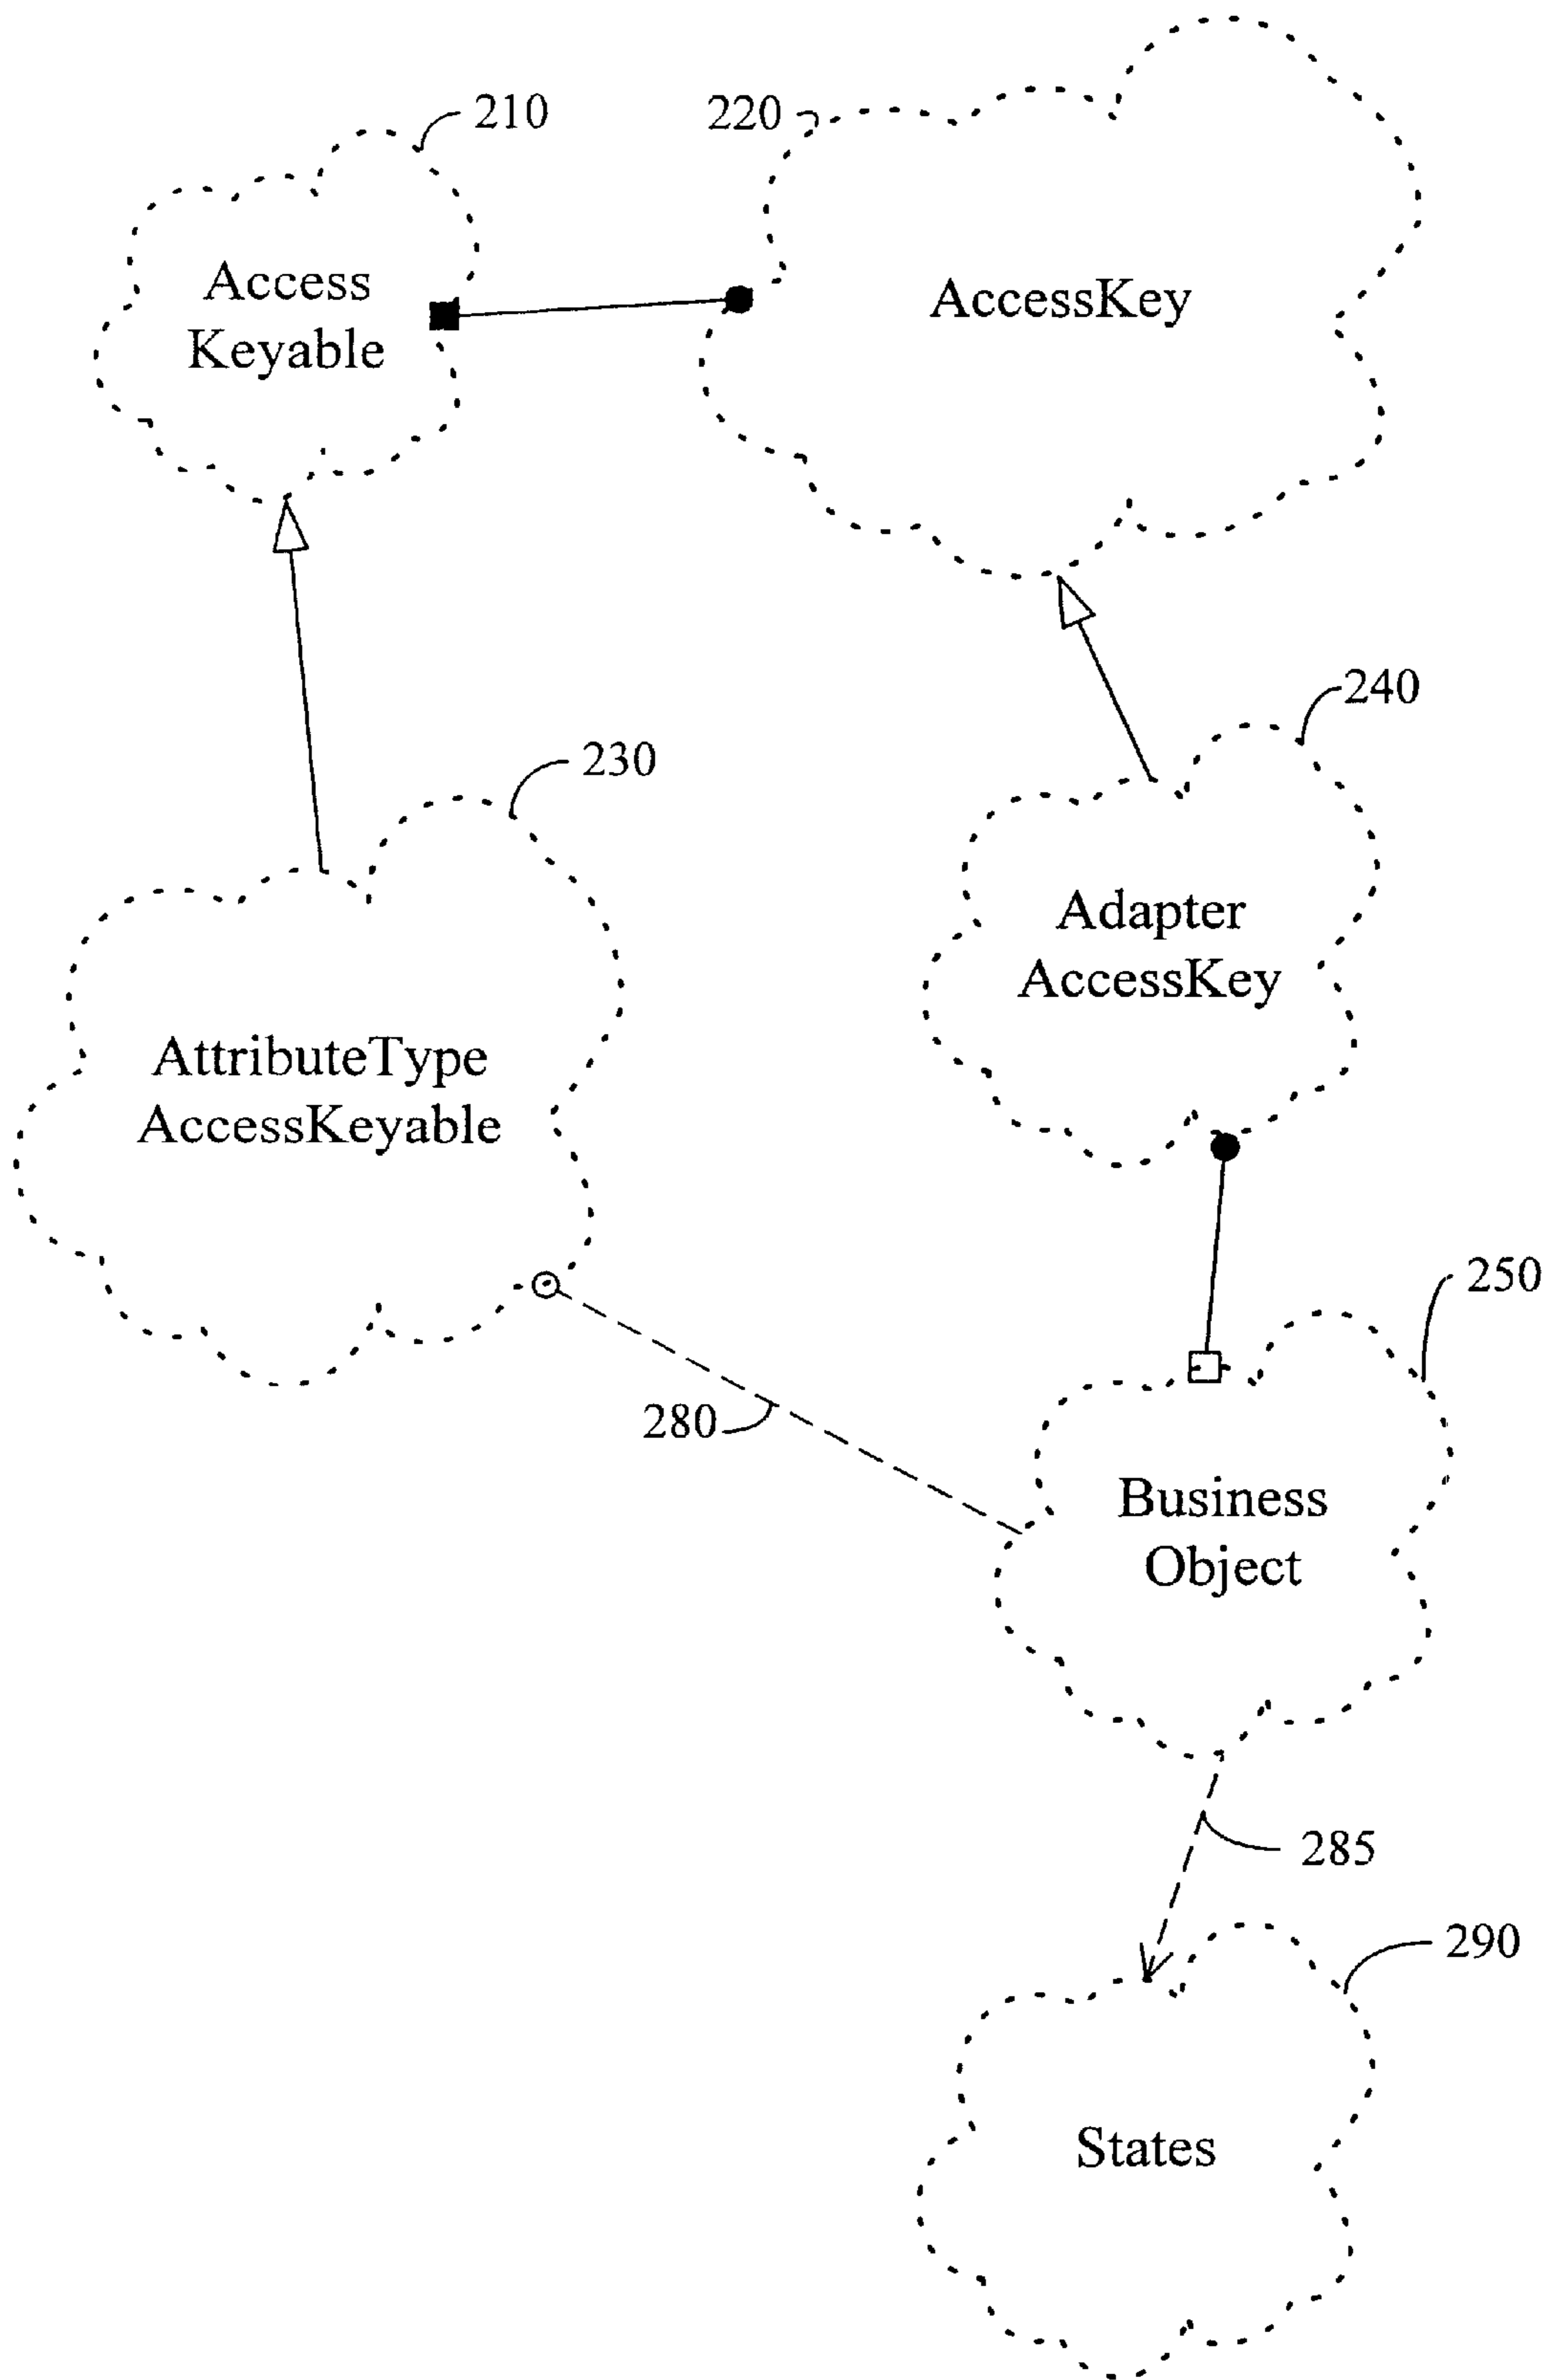 210
220
Access
Keyable
AccessKey
240
230
Adapter
AccessKey
AttributeType
AccessKeyable
250
280
Business
Object
285
290
States